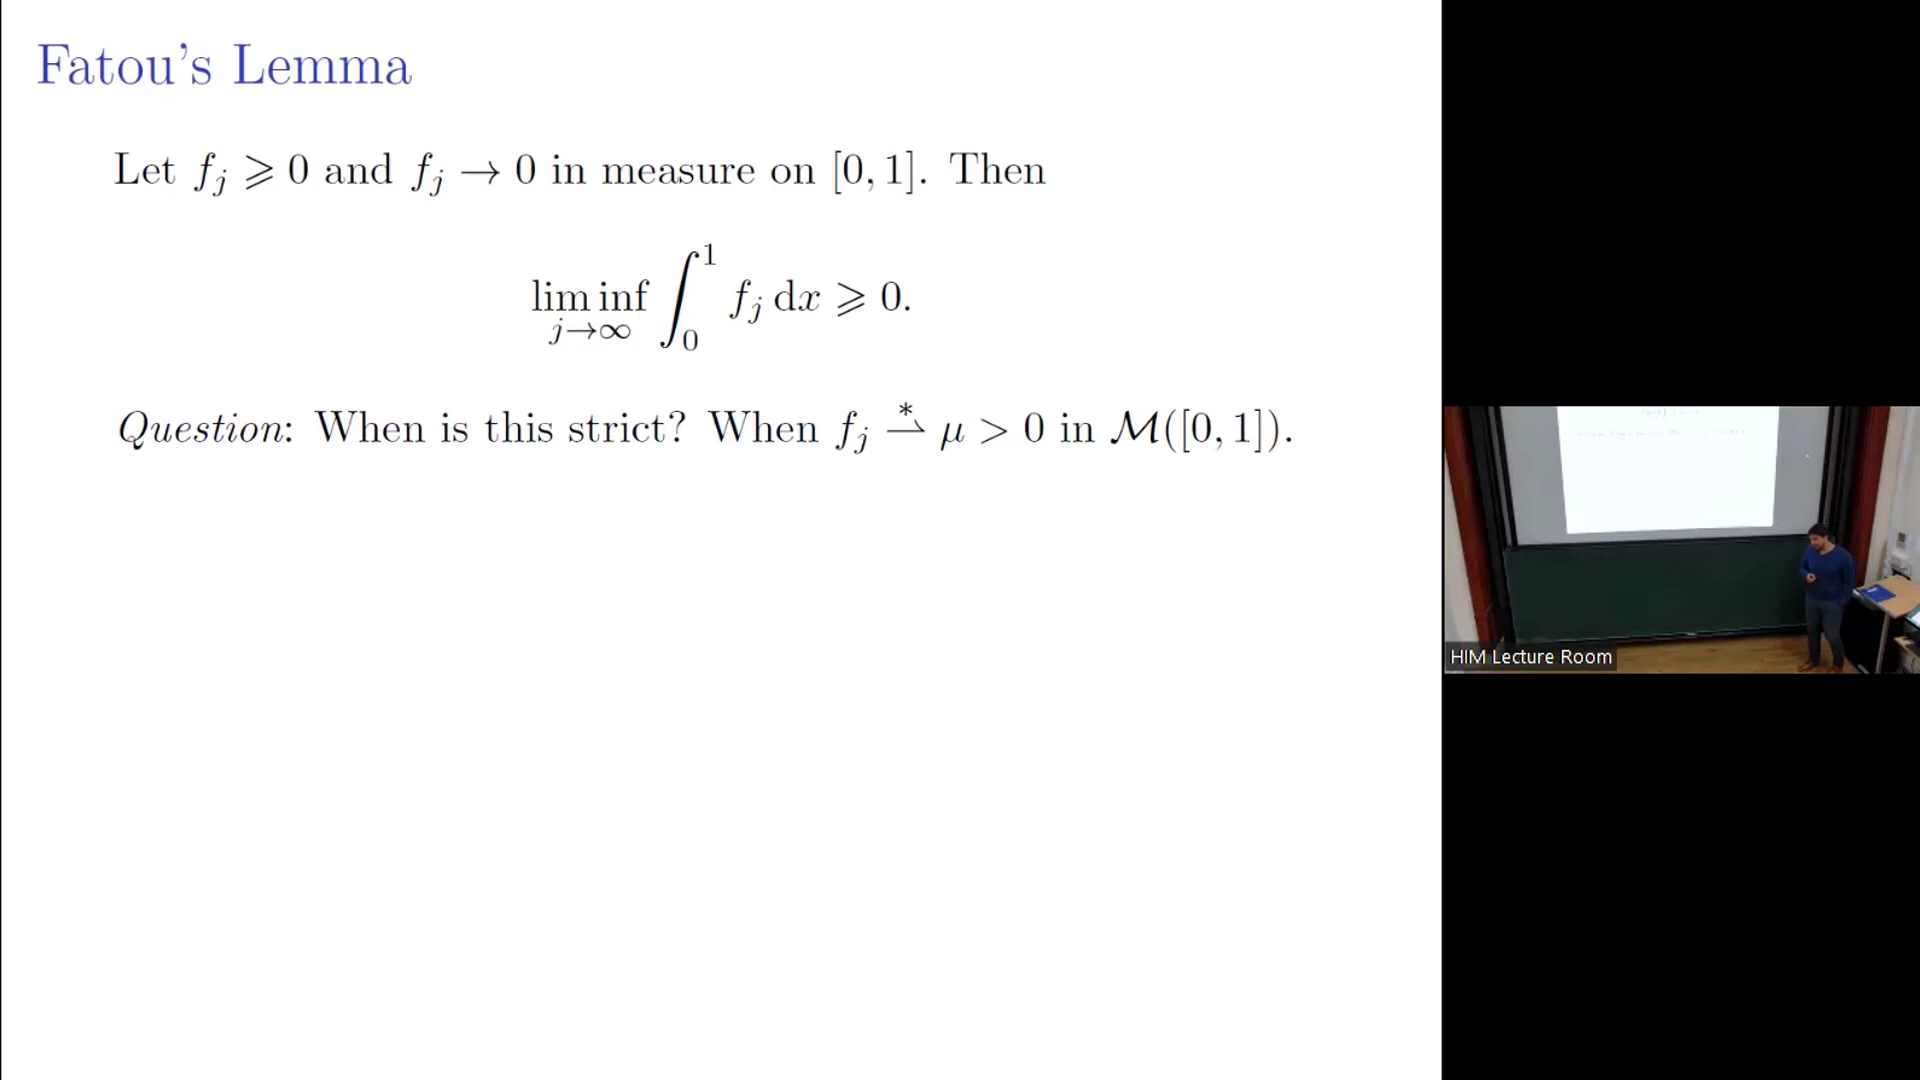 Fatou's Lemma
Let f_j ⩾ 0 and f_j → 0 in measure on [0, 1]. Then
lim inf_{j→∞} ∫_0^1 f_j dx ⩾ 0.
Question: When is this strict? When f_j ⇀* μ > 0 in ℳ([0, 1]).
HIM Lecture Room